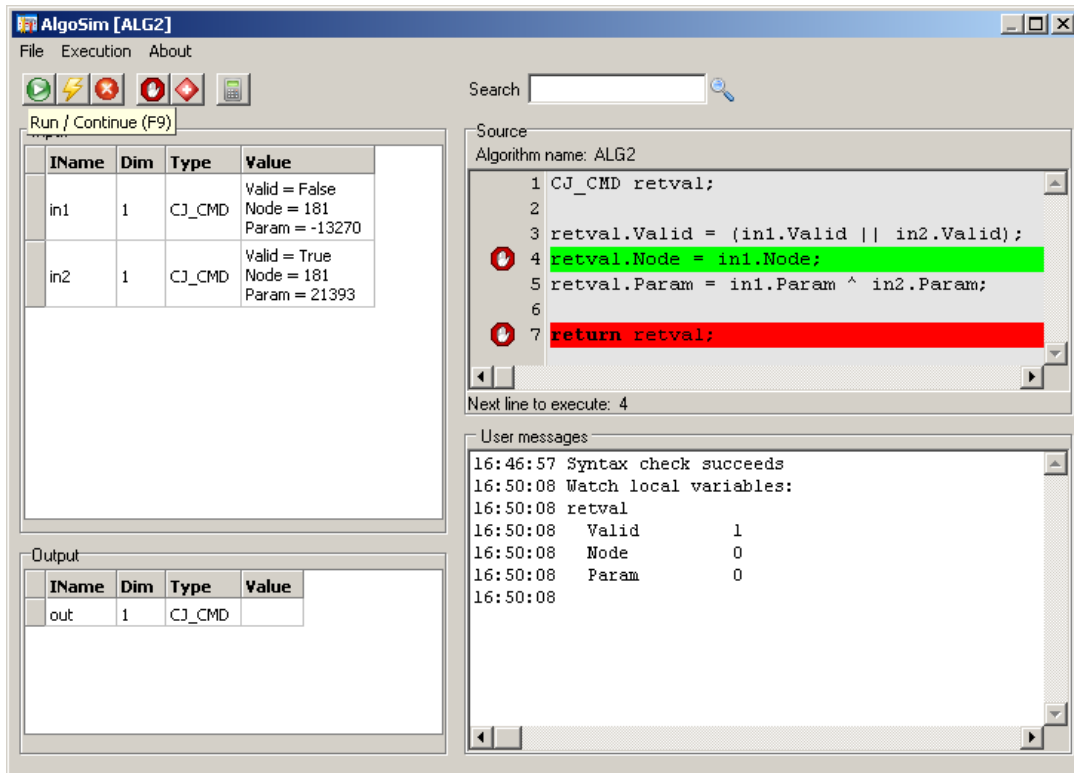 AlgoSim [ALG2]
File Execution About
Search
Run / Continue (F9)
IName Dim Type Value
in1 1 CJ_CMD Valid = False
Node = 181
Param = -13270
in2 1 CJ_CMD Valid = True
Node = 181
Param = 21393
Output
IName Dim Type Value
out 1 CJ_CMD
Source
Algorithm name: ALG2
1 CJ_CMD retval;
2
3 retval.Valid = (in1.Valid || in2.Valid);
4 retval.Node = in1.Node;
5 retval.Param = in1.Param ^ in2.Param;
6
7 return retval;
Next line to execute: 4
User messages
16:46:57 Syntax check succeeds
16:50:08 Watch local variables:
16:50:08 retval
16:50:08 Valid 1
16:50:08 Node 0
16:50:08 Param 0
16:50:08